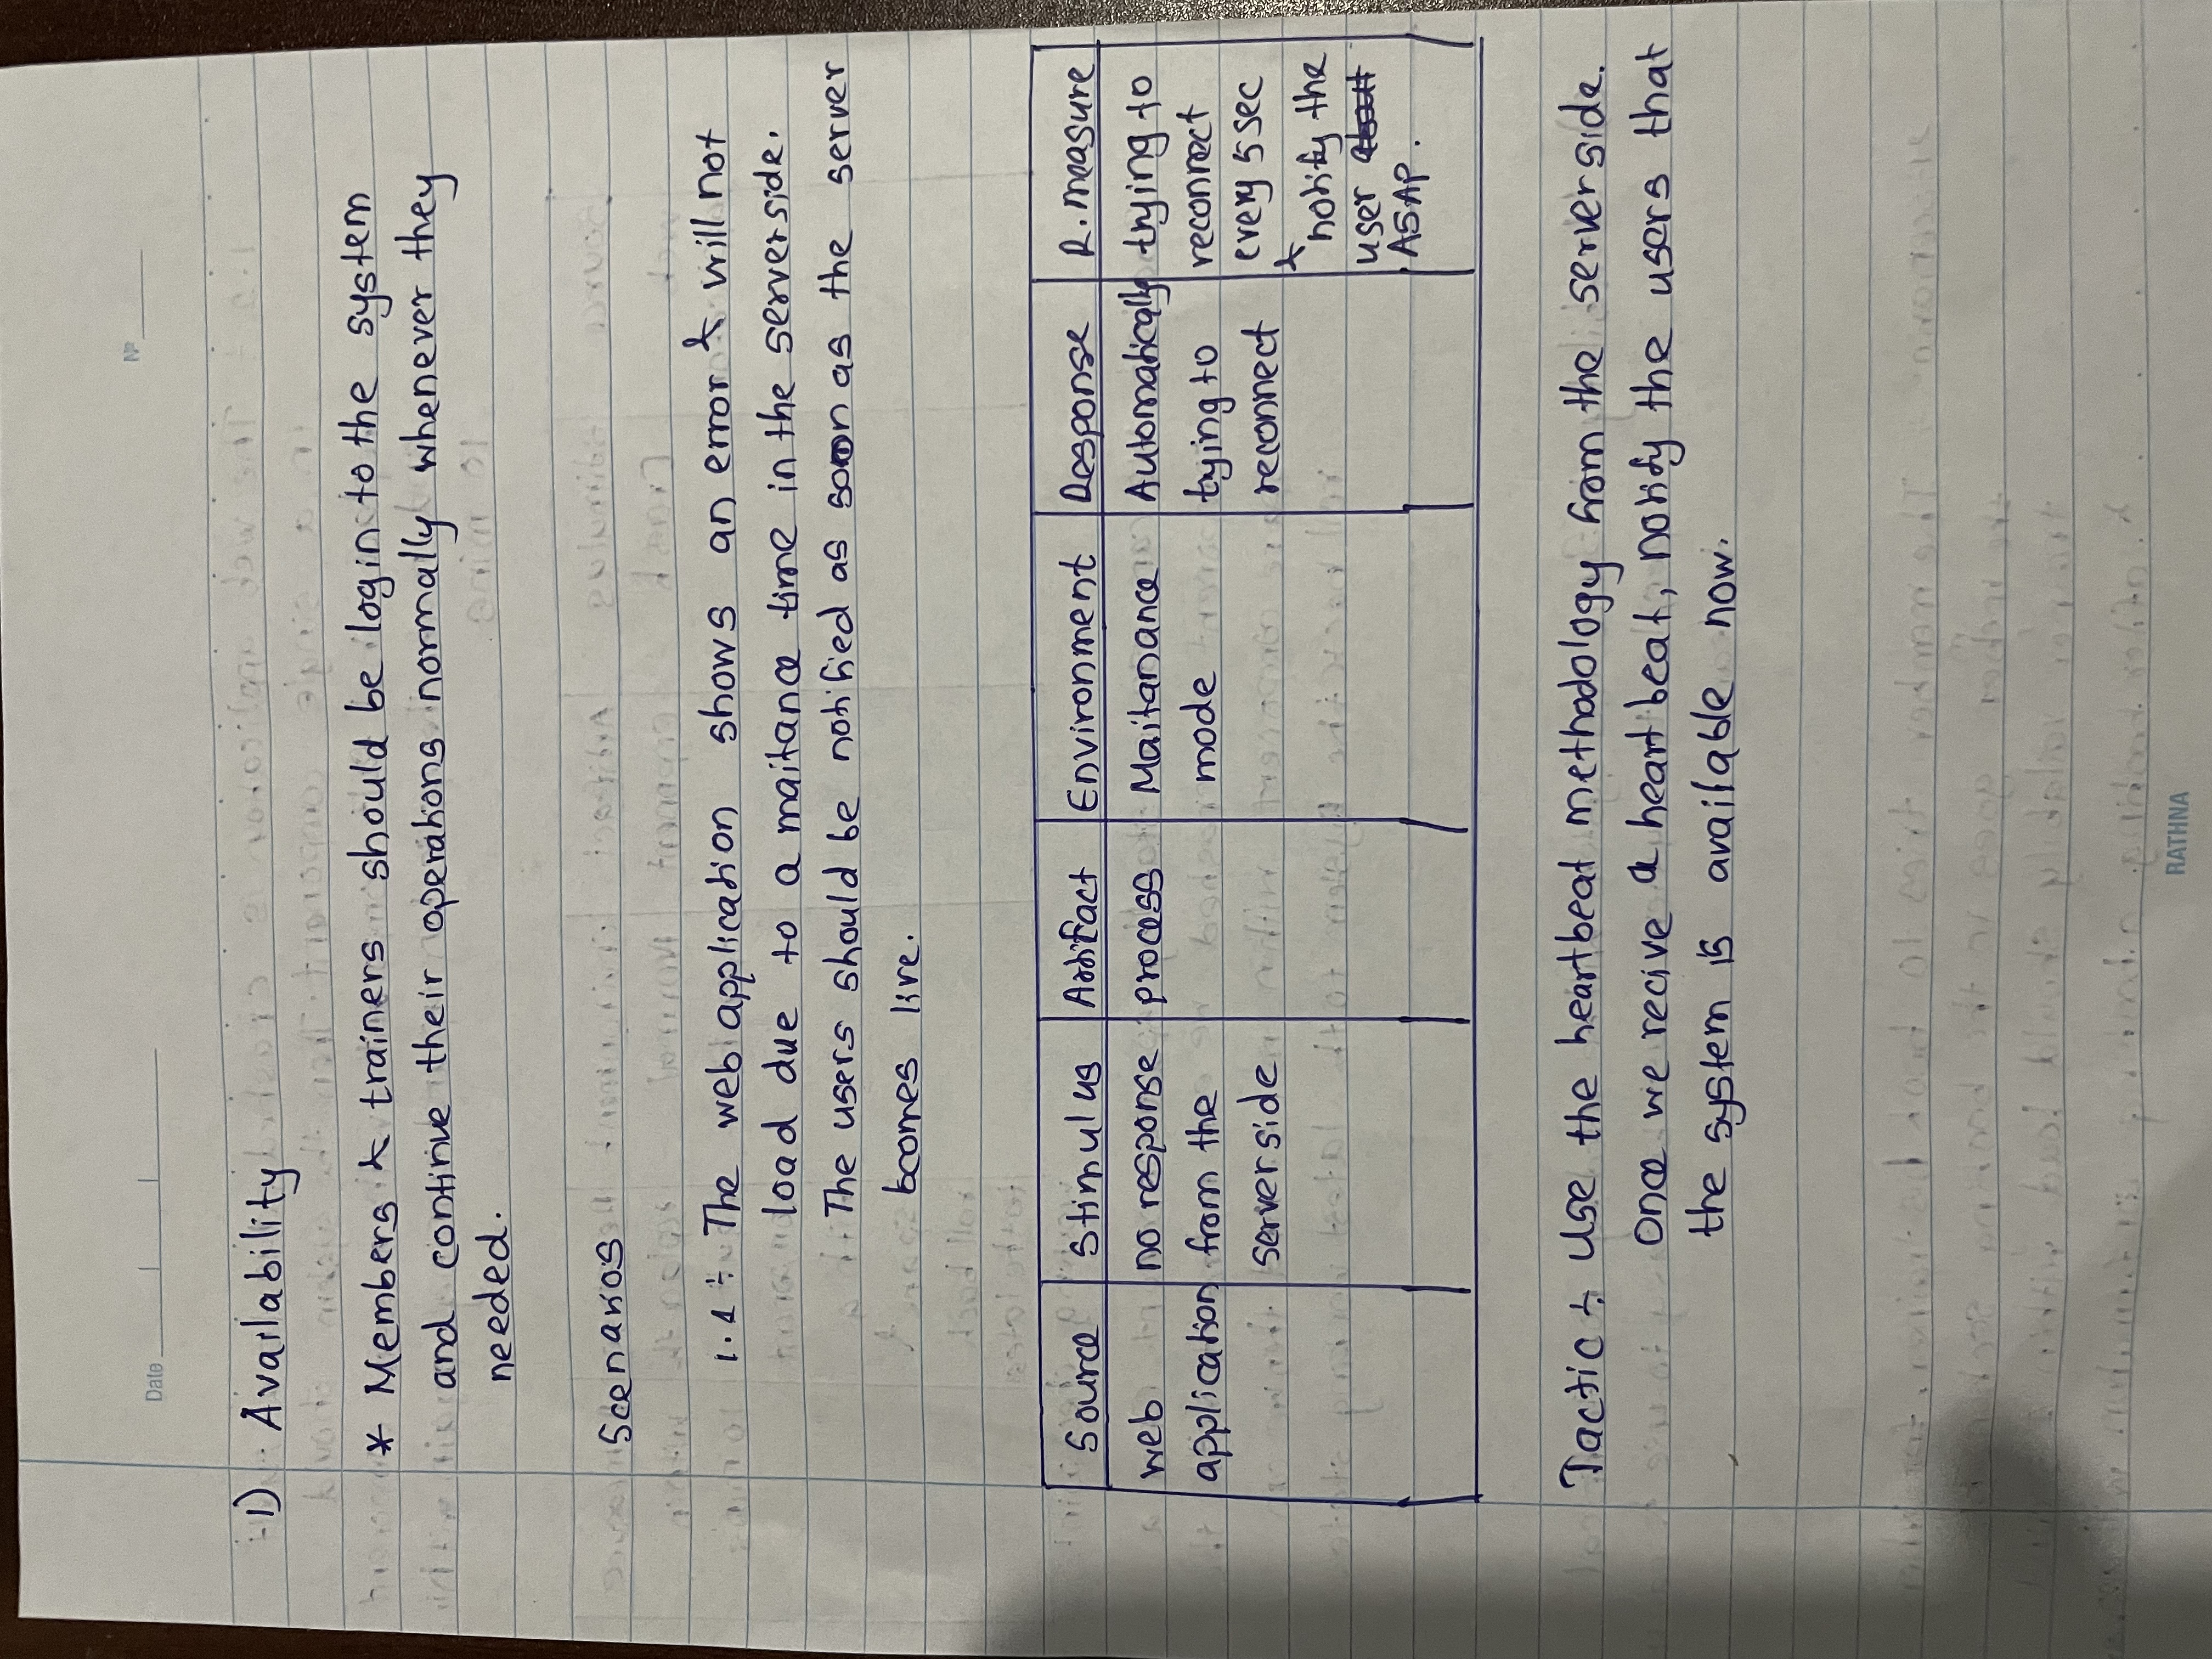 Date
Nº
1) Availability
* Members & trainers should be login to the system
and continue their operations normally whenever they
needed.
Scenarios
1.1 : The web application shows an error & will not
load due to a maitance time in the serverside.
The users should be notified as soon as the server
bcomes live.
Source Stimulus Artifact Environment Response R. measure
web no response process Maitanance Automatically trying to
application from the mode trying to reconnect
serverside reconnect every 5 sec
& notify the
user about
ASAP.
Tactic : Use the heartbeat methodology from the serverside.
Once we recive a heart beat, notify the users that
the system is available now.
RATHNA